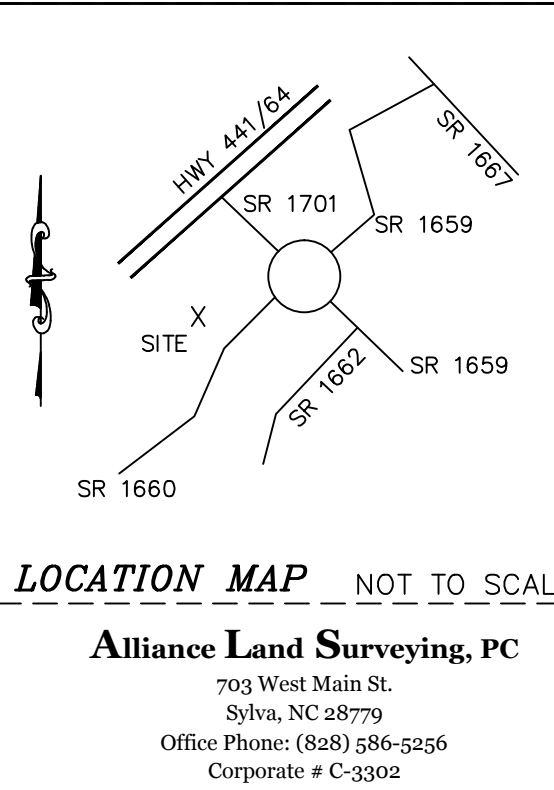 HWY 441/64
SR 1667
SR 1701
SR 1659
X
SITE
SR 1662
SR 1659
SR 1660
LOCATION MAP NOT TO SCAL
Alliance Land Surveying, PC
703 West Main St.
Sylva, NC 28779
Office Phone: (828) 586-5256
Corporate # C-3302